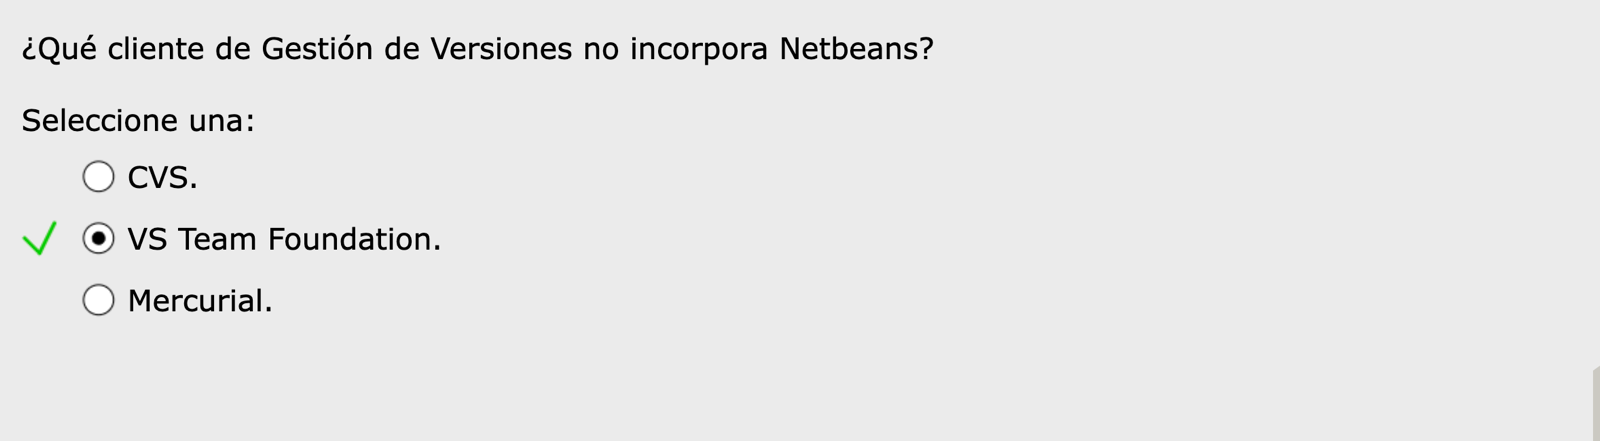 ¿Qué cliente de Gestión de Versiones no incorpora Netbeans?
Seleccione una:
CVS.
VS Team Foundation.
Mercurial.